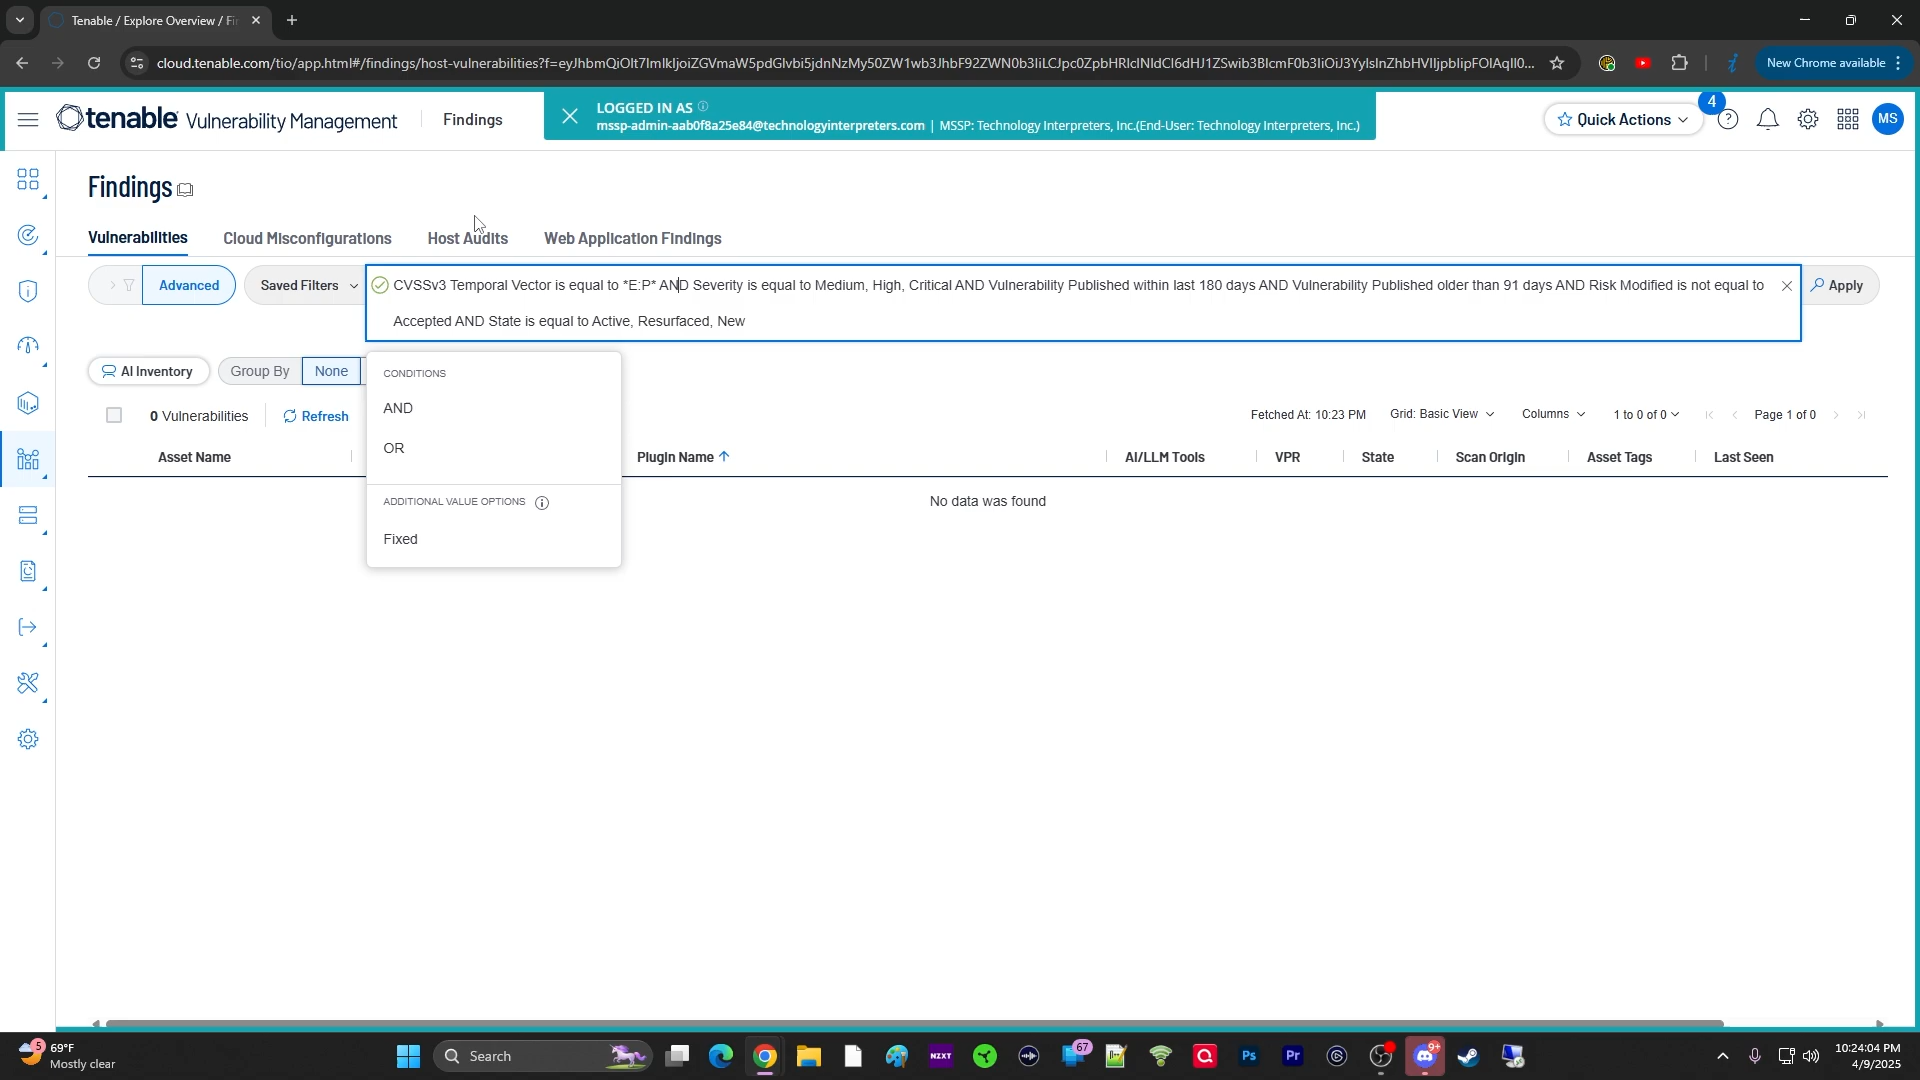 Tenable / Explore Overview / Fi
cloud.tenable.com/tio/app.html#/findings/host-vulnerabilities?f=
New Chrome available
tenable Vulnerability Management
Findings
LOGGED IN AS
mssp-admin-aab0f8a25e84@technologyinterpreters.com | MSSP: Technology Interpreters, Inc.(End-User: Technology Interpreters, Inc.)
Quick Actions
4
MS
Findings
Vulnerabilities
Cloud Misconfigurations
Host Audits
Web Application Findings
Advanced
Saved Filters
CVSSv3 Temporal Vector is equal to *E:P* AND Severity is equal to Medium, High, Critical AND Vulnerability Published within last 180 days AND Vulnerability Published older than 91 days AND Risk Modified is not equal to
Accepted AND State is equal to Active, Resurfaced, New
Apply
AI Inventory
Group By
None
CONDITIONS
AND
OR
ADDITIONAL VALUE OPTIONS
Fixed
0 Vulnerabilities
Refresh
Fetched At: 10:23 PM
Grid: Basic View
Columns
1 to 0 of 0
Page 1 of 0
Asset Name
Plugin Name
AI/LLM Tools
VPR
State
Scan Origin
Asset Tags
Last Seen
No data was found
5
69°F
Mostly clear
Search
NZXT
67
Ps
Pr
9+
10:24:04 PM
4/9/2025